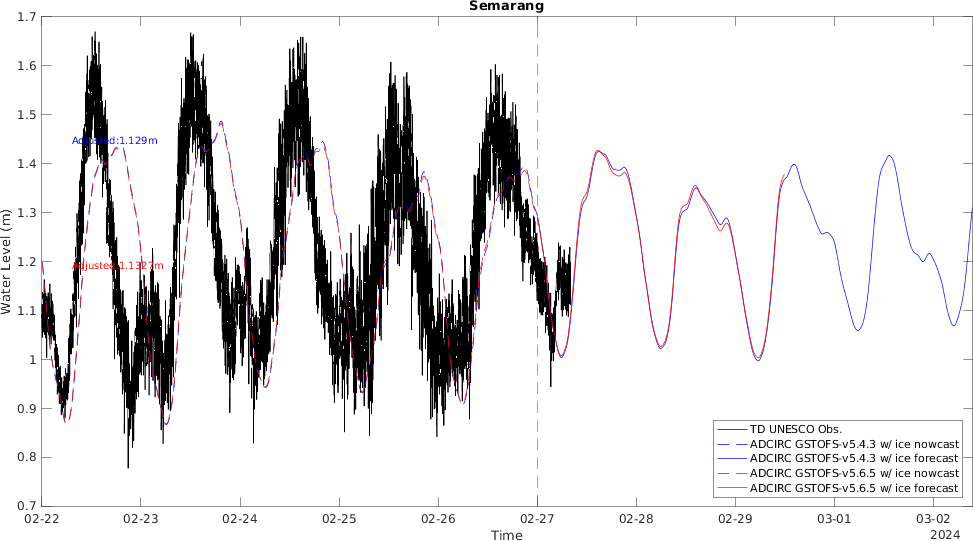 Semarang
1.7
1.6
1.5
1.4
1.3
1.2
1.1
1
0.9
0.8
0.7
Water Level (m)
Adjusted:1.129m
Adjusted:1.1327m
TD UNESCO Obs.
ADCIRC GSTOFS-v5.4.3 w/ ice nowcast
ADCIRC GSTOFS-v5.4.3 w/ ice forecast
ADCIRC GSTOFS-v5.6.5 w/ ice nowcast
ADCIRC GSTOFS-v5.6.5 w/ ice forecast
02-22 02-23 02-24 02-25 02-26 02-27 02-28 02-29 03-01 03-02
Time
2024